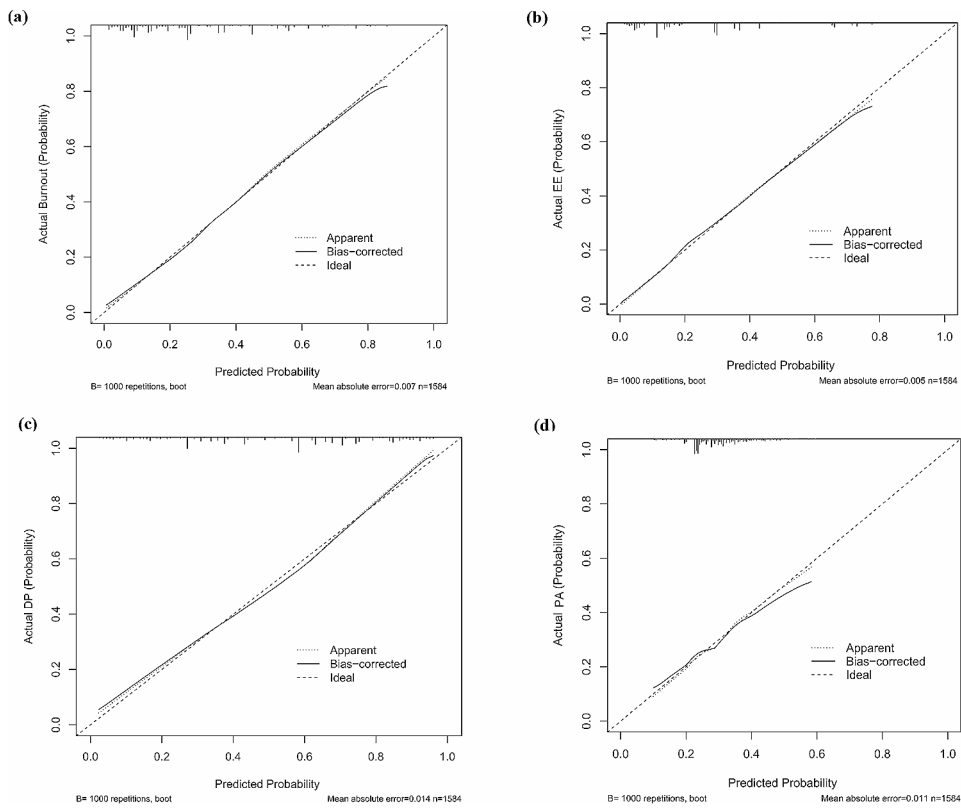 (a)
Actual Burnout (Probability)
1.0
0.8
0.6
0.4
0.2
0.0
Apparent
Bias-corrected
Ideal
0.0 0.2 0.4 0.6 0.8 1.0
Predicted Probability
B= 1000 repetitions, boot Mean absolute error=0.007 n=1584
(b)
Actual EE (Probability)
1.0
0.8
0.6
0.4
0.2
0.0
Apparent
Bias-corrected
Ideal
0.0 0.2 0.4 0.6 0.8 1.0
Predicted Probability
B= 1000 repetitions, boot Mean absolute error=0.005 n=1584
(c)
Actual DP (Probability)
1.0
0.8
0.6
0.4
0.2
0.0
Apparent
Bias-corrected
Ideal
0.0 0.2 0.4 0.6 0.8 1.0
Predicted Probability
B= 1000 repetitions, boot Mean absolute error=0.014 n=1584
(d)
Actual PA (Probability)
1.0
0.8
0.6
0.4
0.2
0.0
Apparent
Bias-corrected
Ideal
0.0 0.2 0.4 0.6 0.8 1.0
Predicted Probability
B= 1000 repetitions, boot Mean absolute error=0.011 n=1584